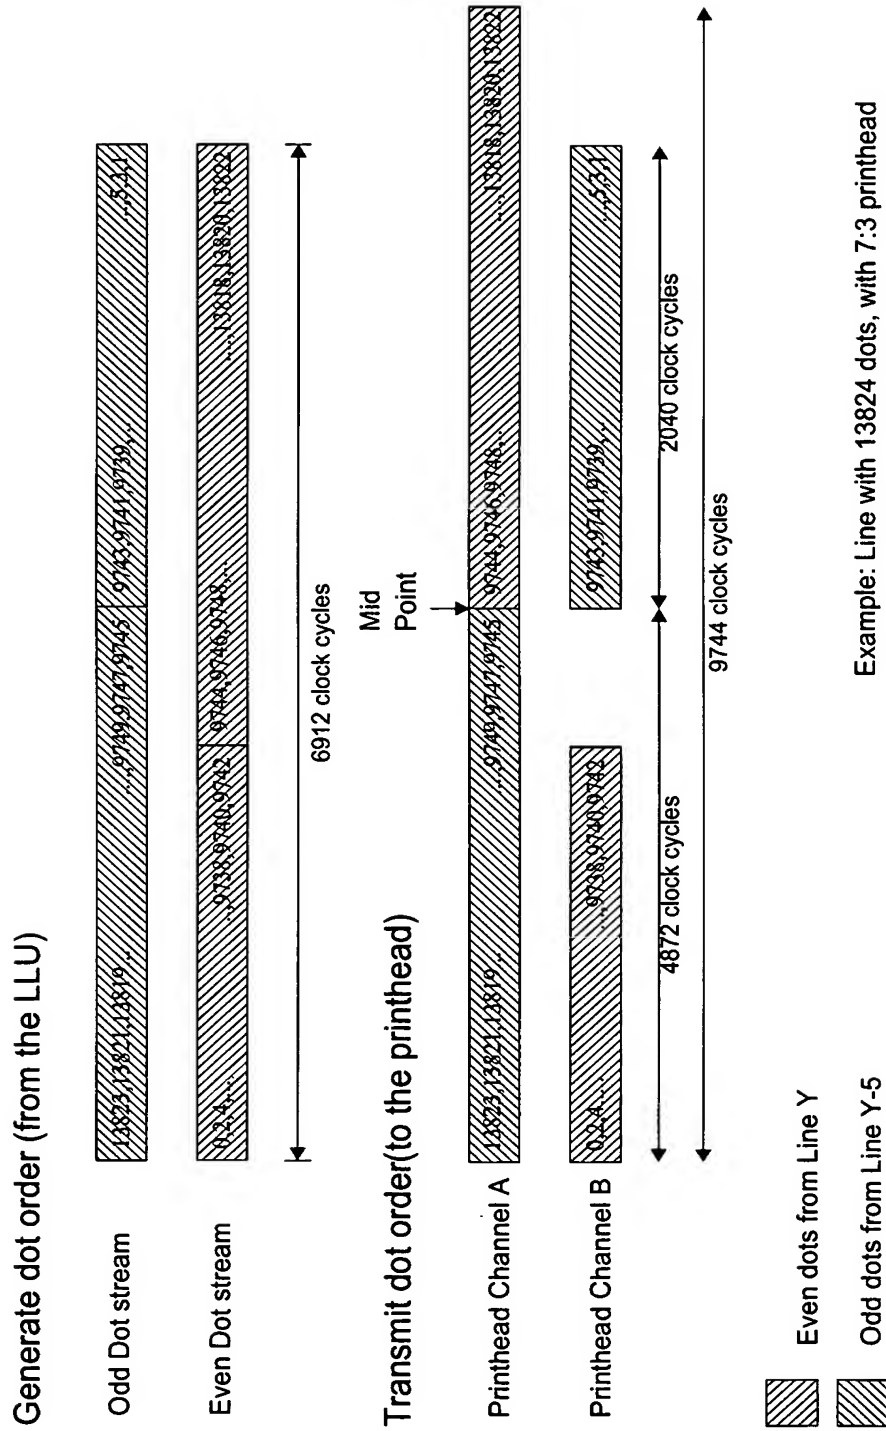 Generate dot order (from the LLU)
Odd Dot stream
13823,13821,13819...
...,9749,9747,9745
9743,9741,9739,...
...,5,3,1
Even Dot stream
0,2,4,....
...,9738,9740,9742
9744,9746,9748,...
....,13818,13820,13822
6912 clock cycles
Transmit dot order(to the printhead)
Mid
Point
Printhead Channel A
13823,13821,13819...
...,9749,9747,9745
9744,9746,9748,...
....,13818,13820,13822
Printhead Channel B
0,2,4,....
...,9738,9740,9742
9743,9741,9739,...
...,5,3,1
4872 clock cycles
2040 clock cycles
9744 clock cycles
Even dots from Line Y
Odd dots from Line Y-5
Example: Line with 13824 dots, with 7:3 printhead